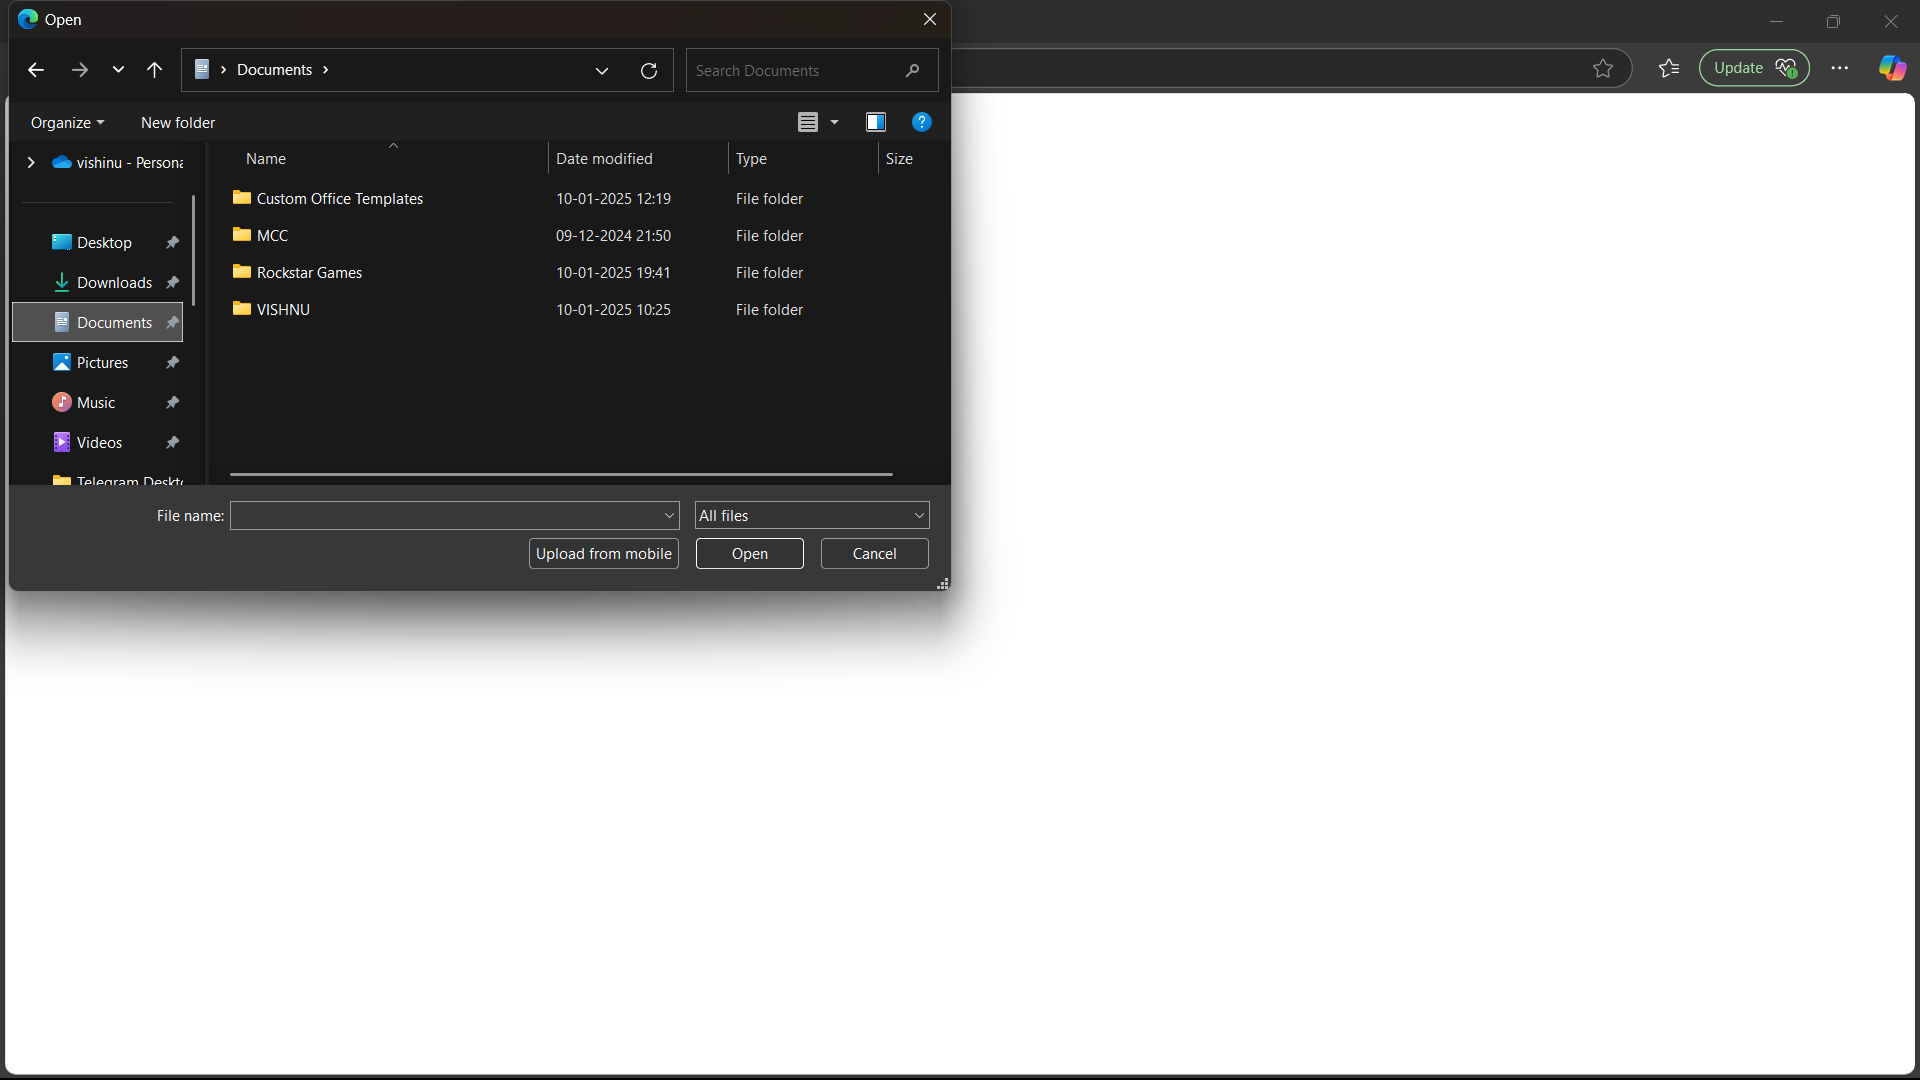 Open
Documents
Search Documents
Update
Organize
New folder
vishinu - Persona
Name
Date modified
Type
Size
Custom Office Templates
10-01-2025 12:19
File folder
MCC
09-12-2024 21:50
File folder
Rockstar Games
10-01-2025 19:41
File folder
VISHNU
10-01-2025 10:25
File folder
Desktop
Downloads
Documents
Pictures
Music
Videos
Telegram Deskto
File name:
All files
Upload from mobile
Open
Cancel